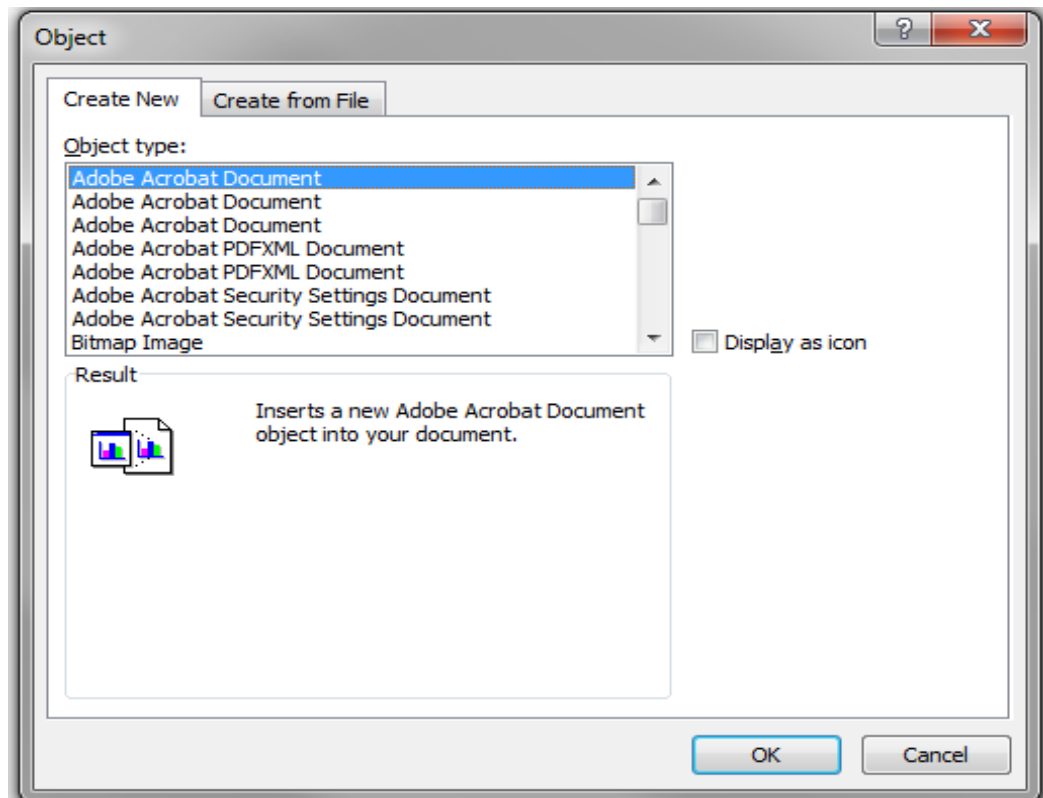 Object
Create New
Create from File
Object type:
Adobe Acrobat Document
Adobe Acrobat Document
Adobe Acrobat Document
Adobe Acrobat PDFXML Document
Adobe Acrobat PDFXML Document
Adobe Acrobat Security Settings Document
Adobe Acrobat Security Settings Document
Bitmap Image
Display as icon
Result
Inserts a new Adobe Acrobat Document
object into your document.
OK
Cancel